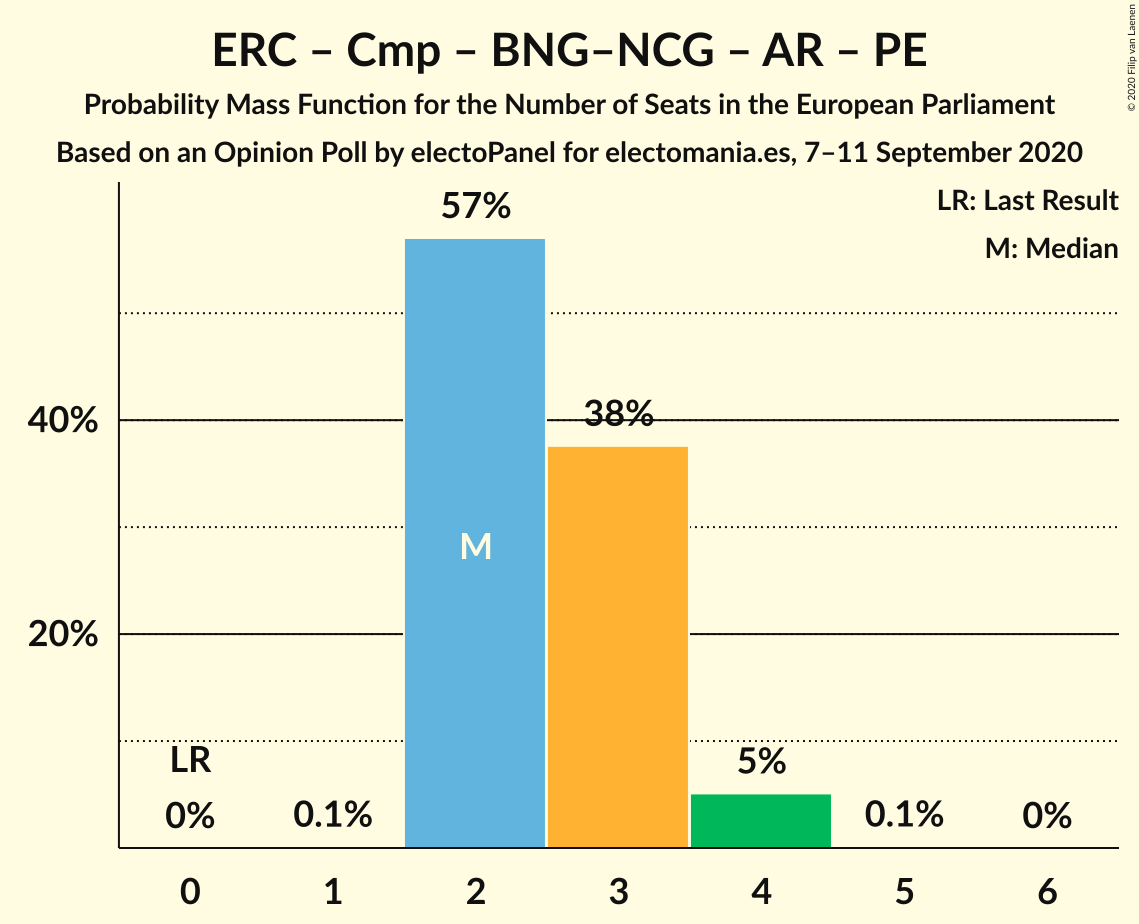 ERC – Cmp – BNG–NCG – AR – PE
Probability Mass Function for the Number of Seats in the European Parliament
Based on an Opinion Poll by electoPanel for electomania.es, 7–11 September 2020
© 2020 Filip van Laenen
LR: Last Result
M: Median
57%
40%
38%
M
20%
LR
0%
0.1%
5%
0.1%
0%
0 1 2 3 4 5 6